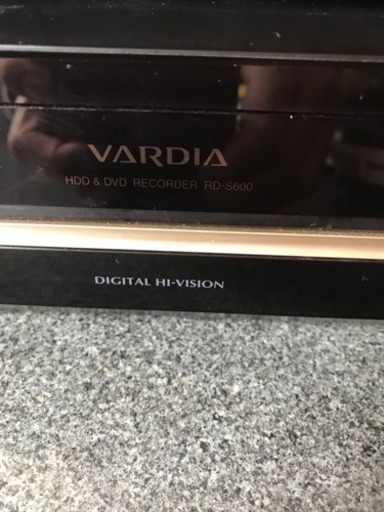 VARDIA
HDD & DVD RECORDER RD-S600
DIGITAL HI-VISION